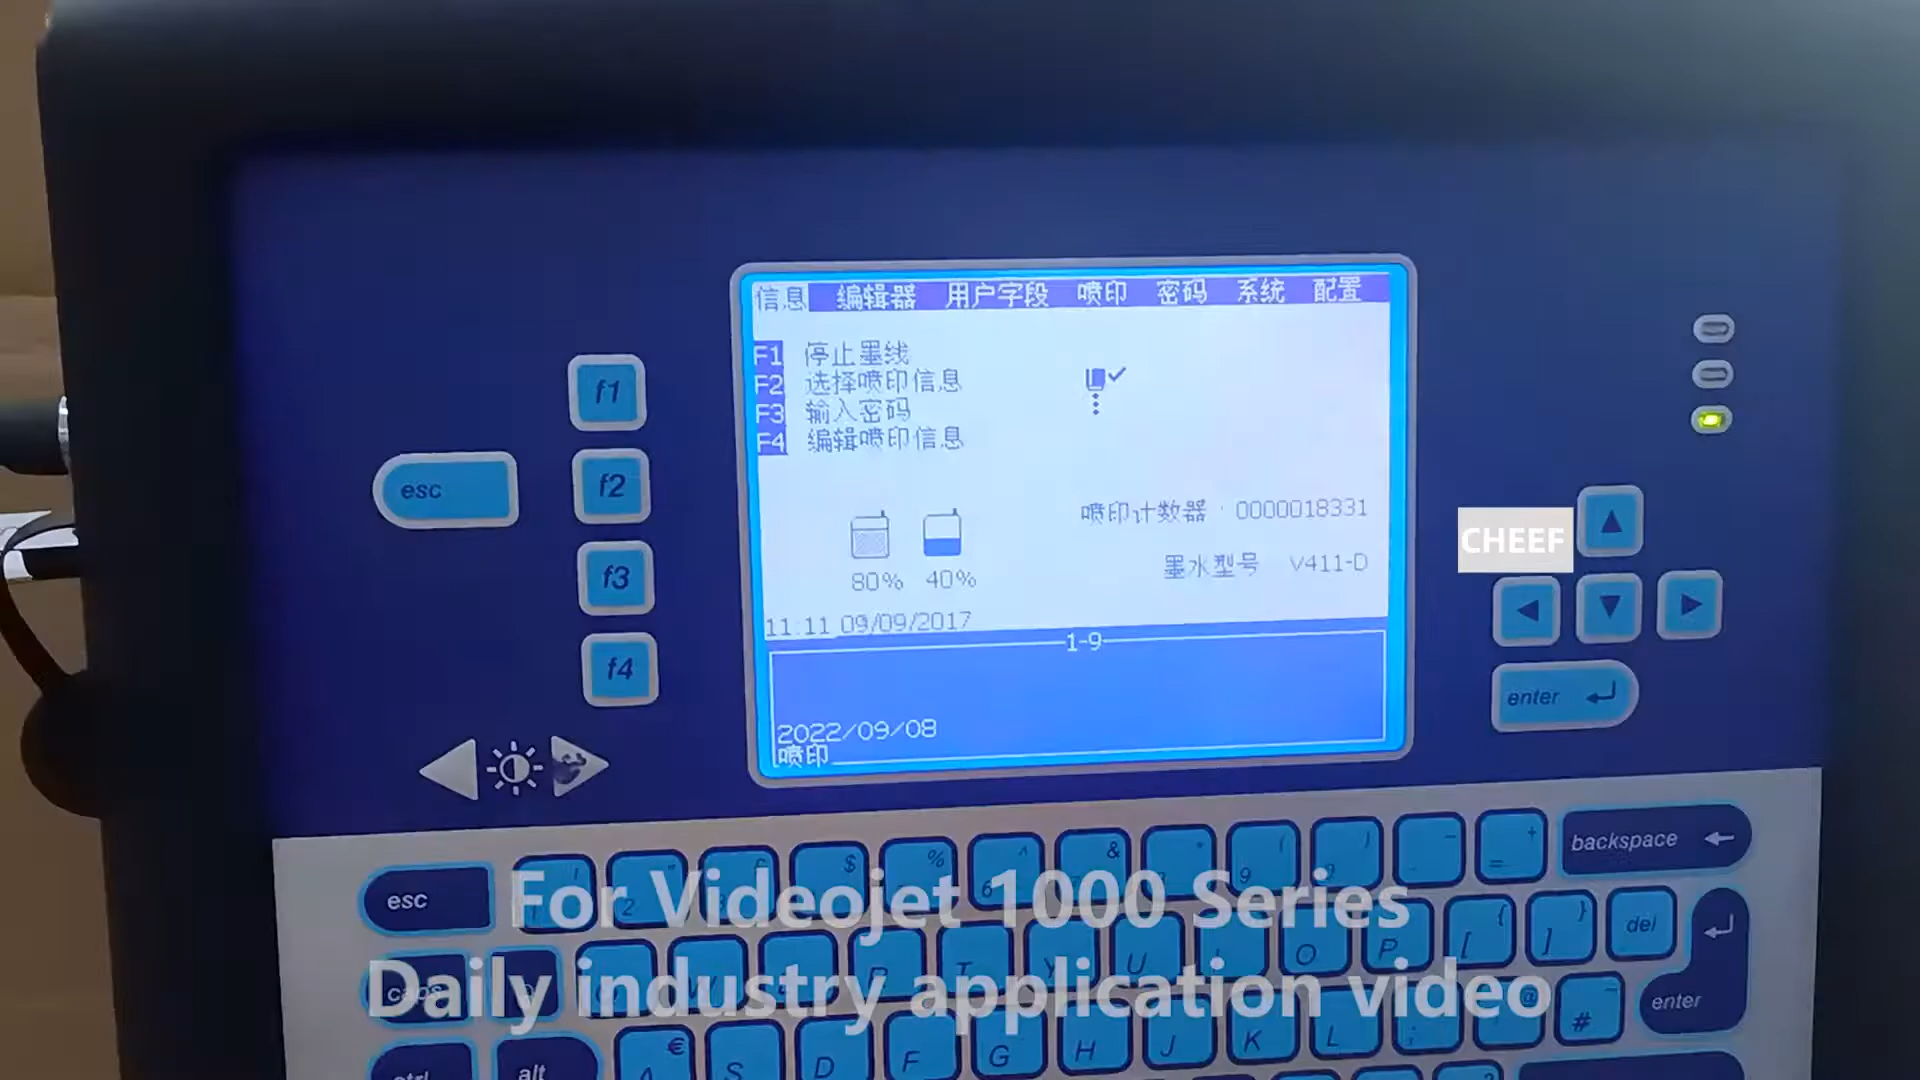 信息 编辑器 用户字段 喷印 密码 系统 配置
F1 停止墨线
F2 选择喷印信息
F3 输入密码
F4 编辑喷印信息
喷印计数器：0000018331
80% 40%
墨水型号 V411-D
11:11 09/09/2017
1-9
2022/09/08
喷印
f1
f2
f3
f4
esc
CHEEF
enter
esc
backspace
del
enter
alt
O P [ { ] }
€ S D F G H J K L
#
For Videojet 1000 Series
Daily industry application video